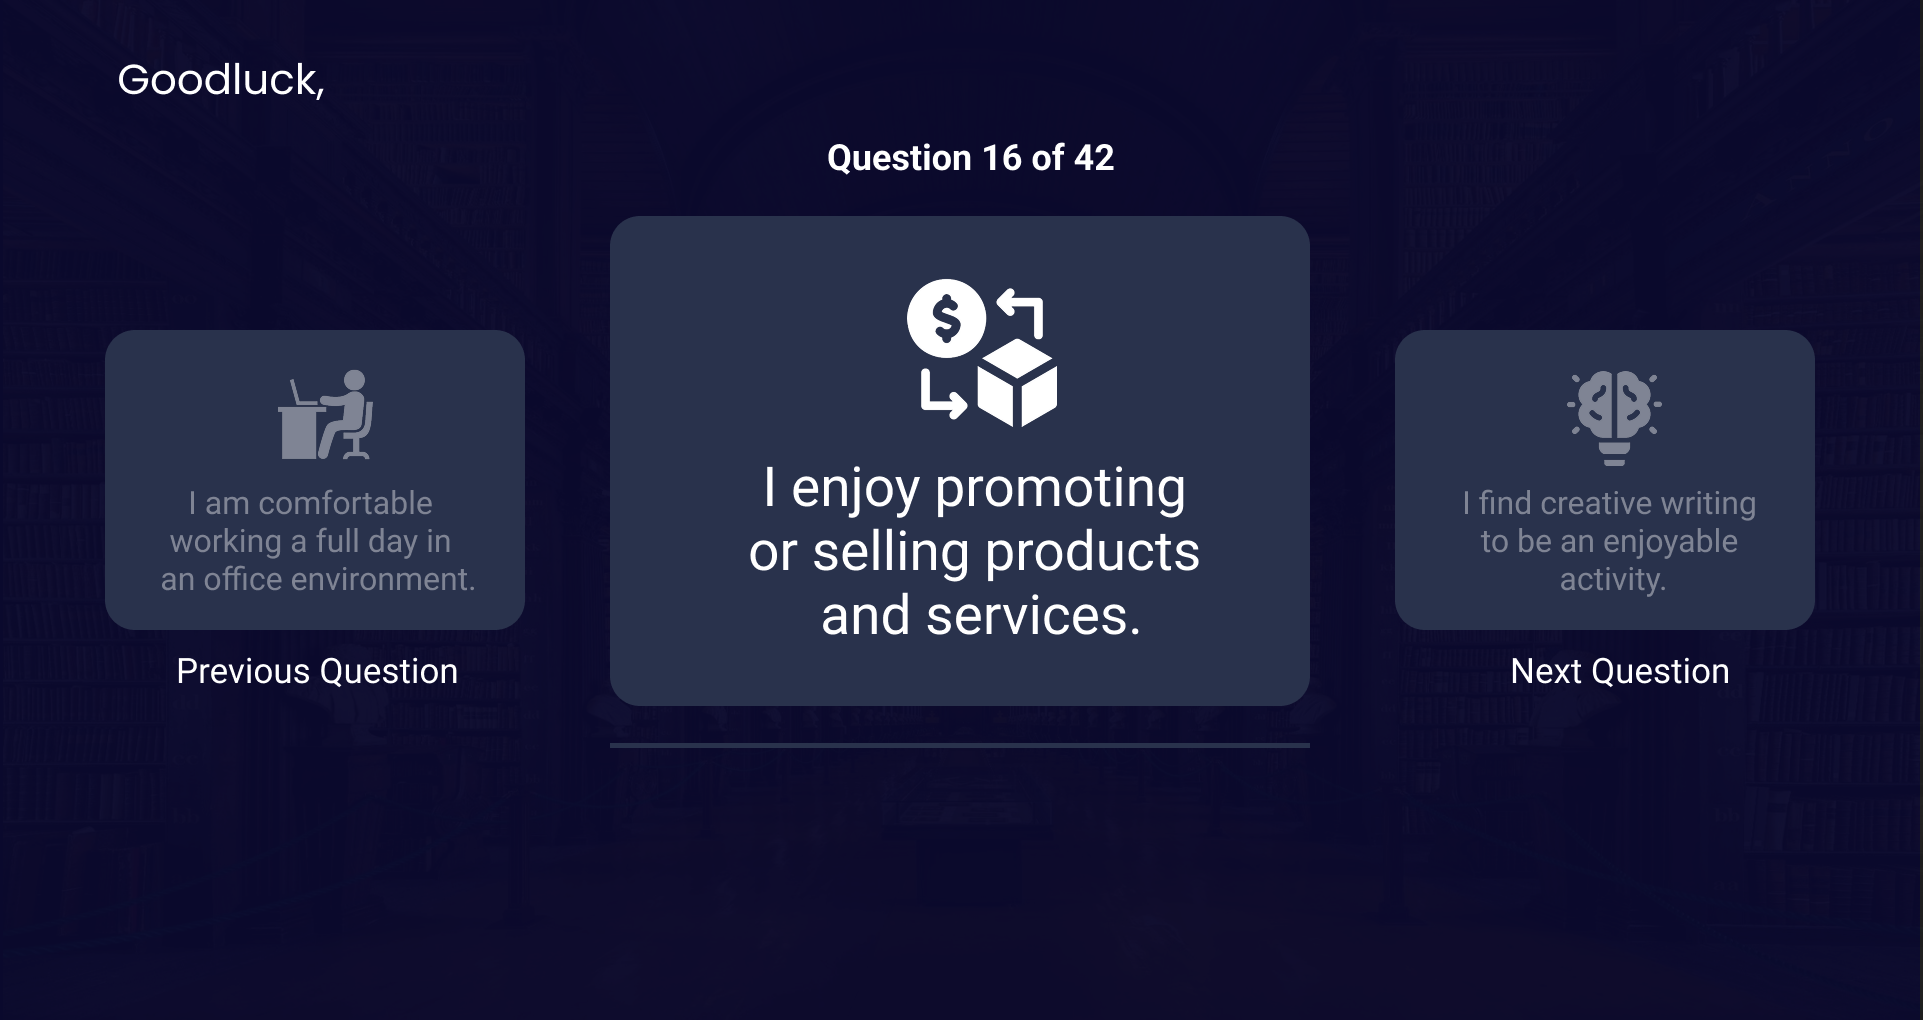 Goodluck,
Question 16 of 42
I am comfortable
working a full day in
an office environment.
Previous Question
$
I enjoy promoting
or selling products
and services.
I find creative writing
to be an enjoyable
activity.
Next Question